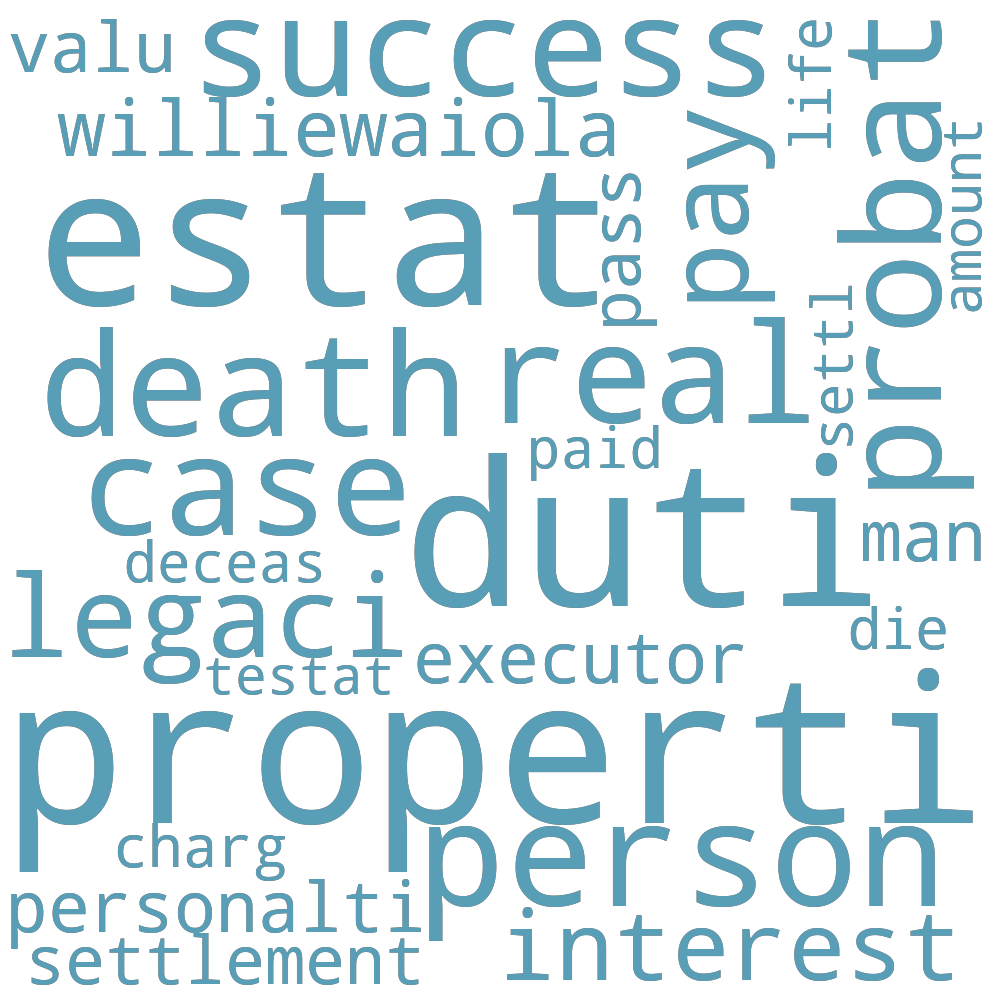 valu
success
life
probat
williewaiola
pay
amount
estat
pass
settl
death
real
case
paid
duti
man
deceas
legaci
die
testat
executor
properti
charg
person
personalti
interest
settlement